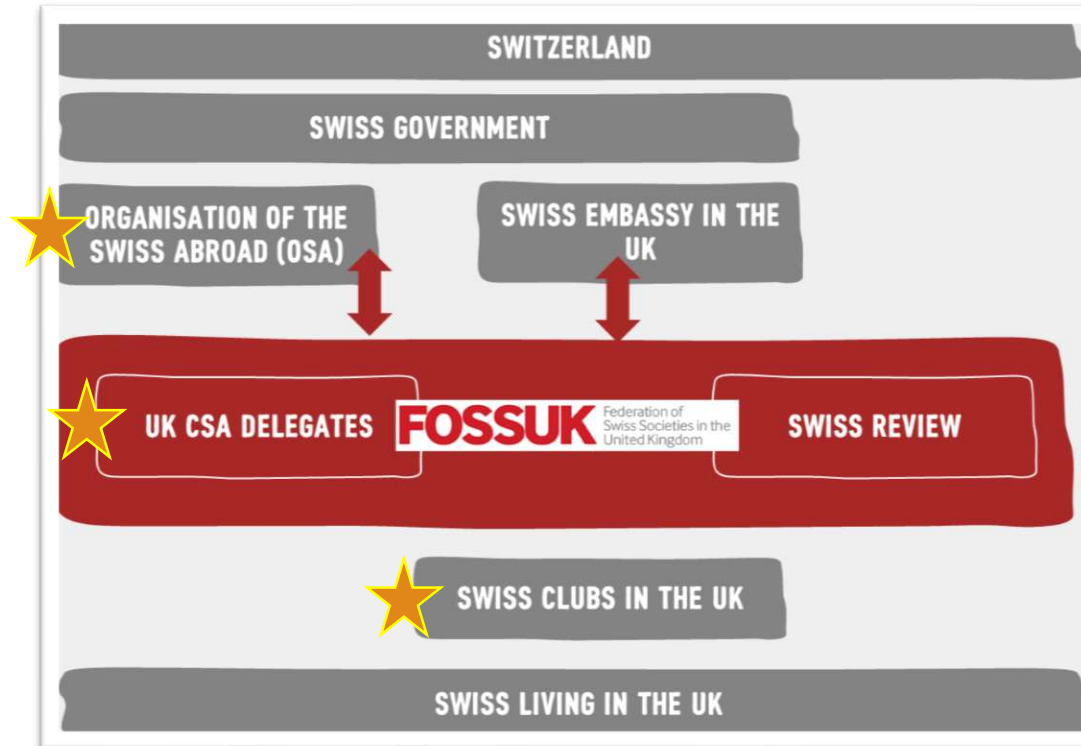 SWITZERLAND
SWISS GOVERNMENT
ORGANISATION OF THE
SWISS ABROAD (OSA)
SWISS EMBASSY IN THE
UK
UK CSA DELEGATES
FOSSUK
Federation of
Swiss Societies in the
United Kingdom
SWISS REVIEW
SWISS CLUBS IN THE UK
SWISS LIVING IN THE UK